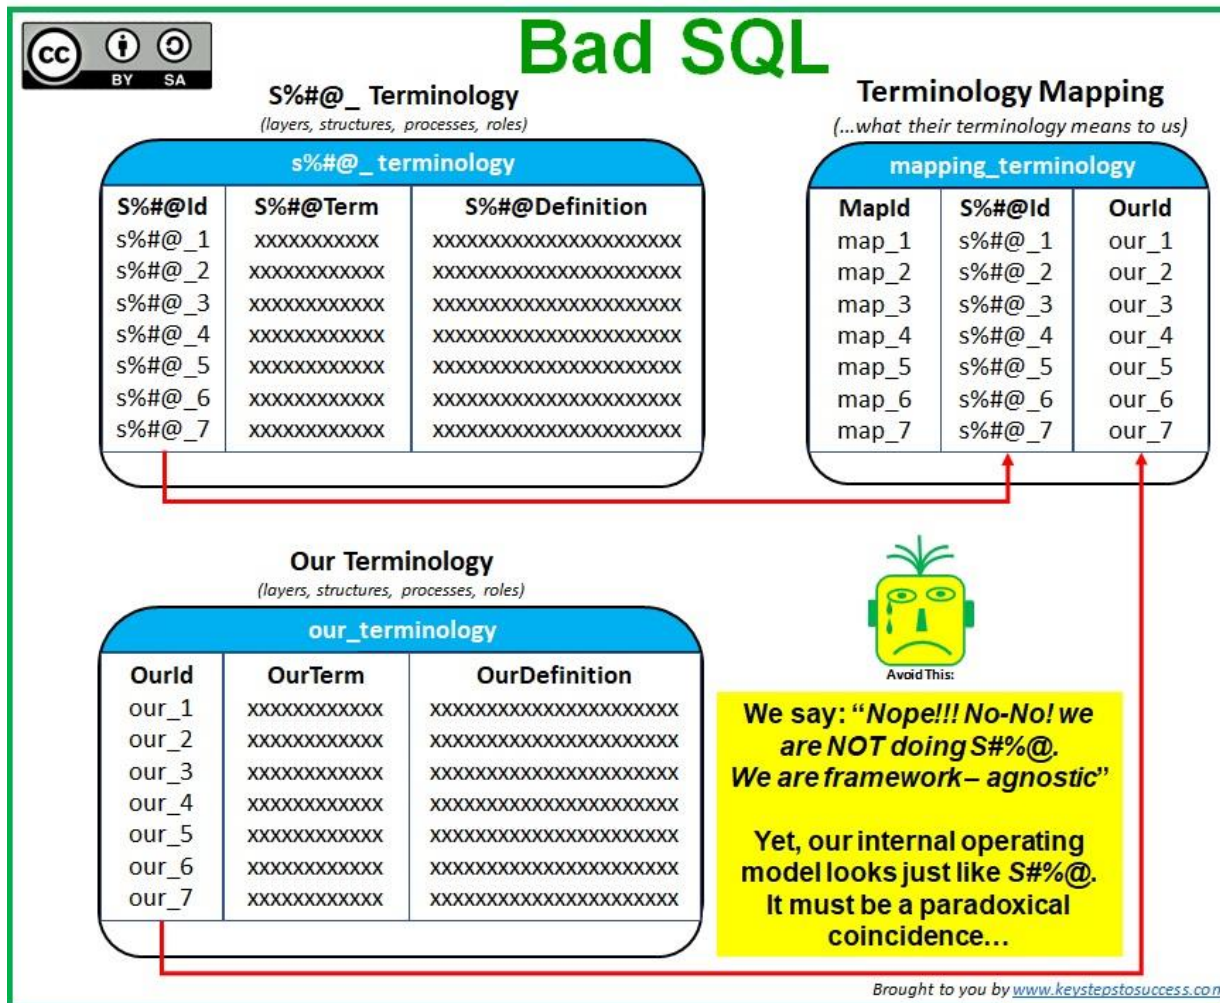 Bad SQL
cc
BY SA
S%#@_ Terminology
(layers, structures, processes, roles)
s%#@_terminology
S%#@Id S%#@Term S%#@Definition
s%#@_1 xxxxxxxxxxx xxxxxxxxxxxxxxxxxxxxxx
s%#@_2 xxxxxxxxxxxx xxxxxxxxxxxxxxxxxxxxxx
s%#@_3 xxxxxxxxxxxx xxxxxxxxxxxxxxxxxxxxxx
s%#@_4 xxxxxxxxxxxx xxxxxxxxxxxxxxxxxxxxxx
s%#@_5 xxxxxxxxxxxx xxxxxxxxxxxxxxxxxxxxxx
s%#@_6 xxxxxxxxxxxx xxxxxxxxxxxxxxxxxxxxxx
s%#@_7 xxxxxxxxxxxx xxxxxxxxxxxxxxxxxxxxxx
Terminology Mapping
(...what their terminology means to us)
mapping_terminology
MapId S%#@Id OurId
map_1 s%#@_1 our_1
map_2 s%#@_2 our_2
map_3 s%#@_3 our_3
map_4 s%#@_4 our_4
map_5 s%#@_5 our_5
map_6 s%#@_6 our_6
map_7 s%#@_7 our_7
Our Terminology
(layers, structures, processes, roles)
our_terminology
OurId OurTerm OurDefinition
our_1 xxxxxxxxxxxx xxxxxxxxxxxxxxxxxxxxxx
our_2 xxxxxxxxxxxx xxxxxxxxxxxxxxxxxxxxxx
our_3 xxxxxxxxxxxx xxxxxxxxxxxxxxxxxxxxxx
our_4 xxxxxxxxxxxx xxxxxxxxxxxxxxxxxxxxxx
our_5 xxxxxxxxxxxx xxxxxxxxxxxxxxxxxxxxxx
our_6 xxxxxxxxxxxx xxxxxxxxxxxxxxxxxxxxxx
our_7 xxxxxxxxxxxx xxxxxxxxxxxxxxxxxxxxxx
Avoid This:
We say: “Nope!!! No-No! we
are NOT doing S#%@.
We are framework – agnostic”
Yet, our internal operating
model looks just like S#%@.
It must be a paradoxical
coincidence…
Brought to you by www.keystepstosuccess.com